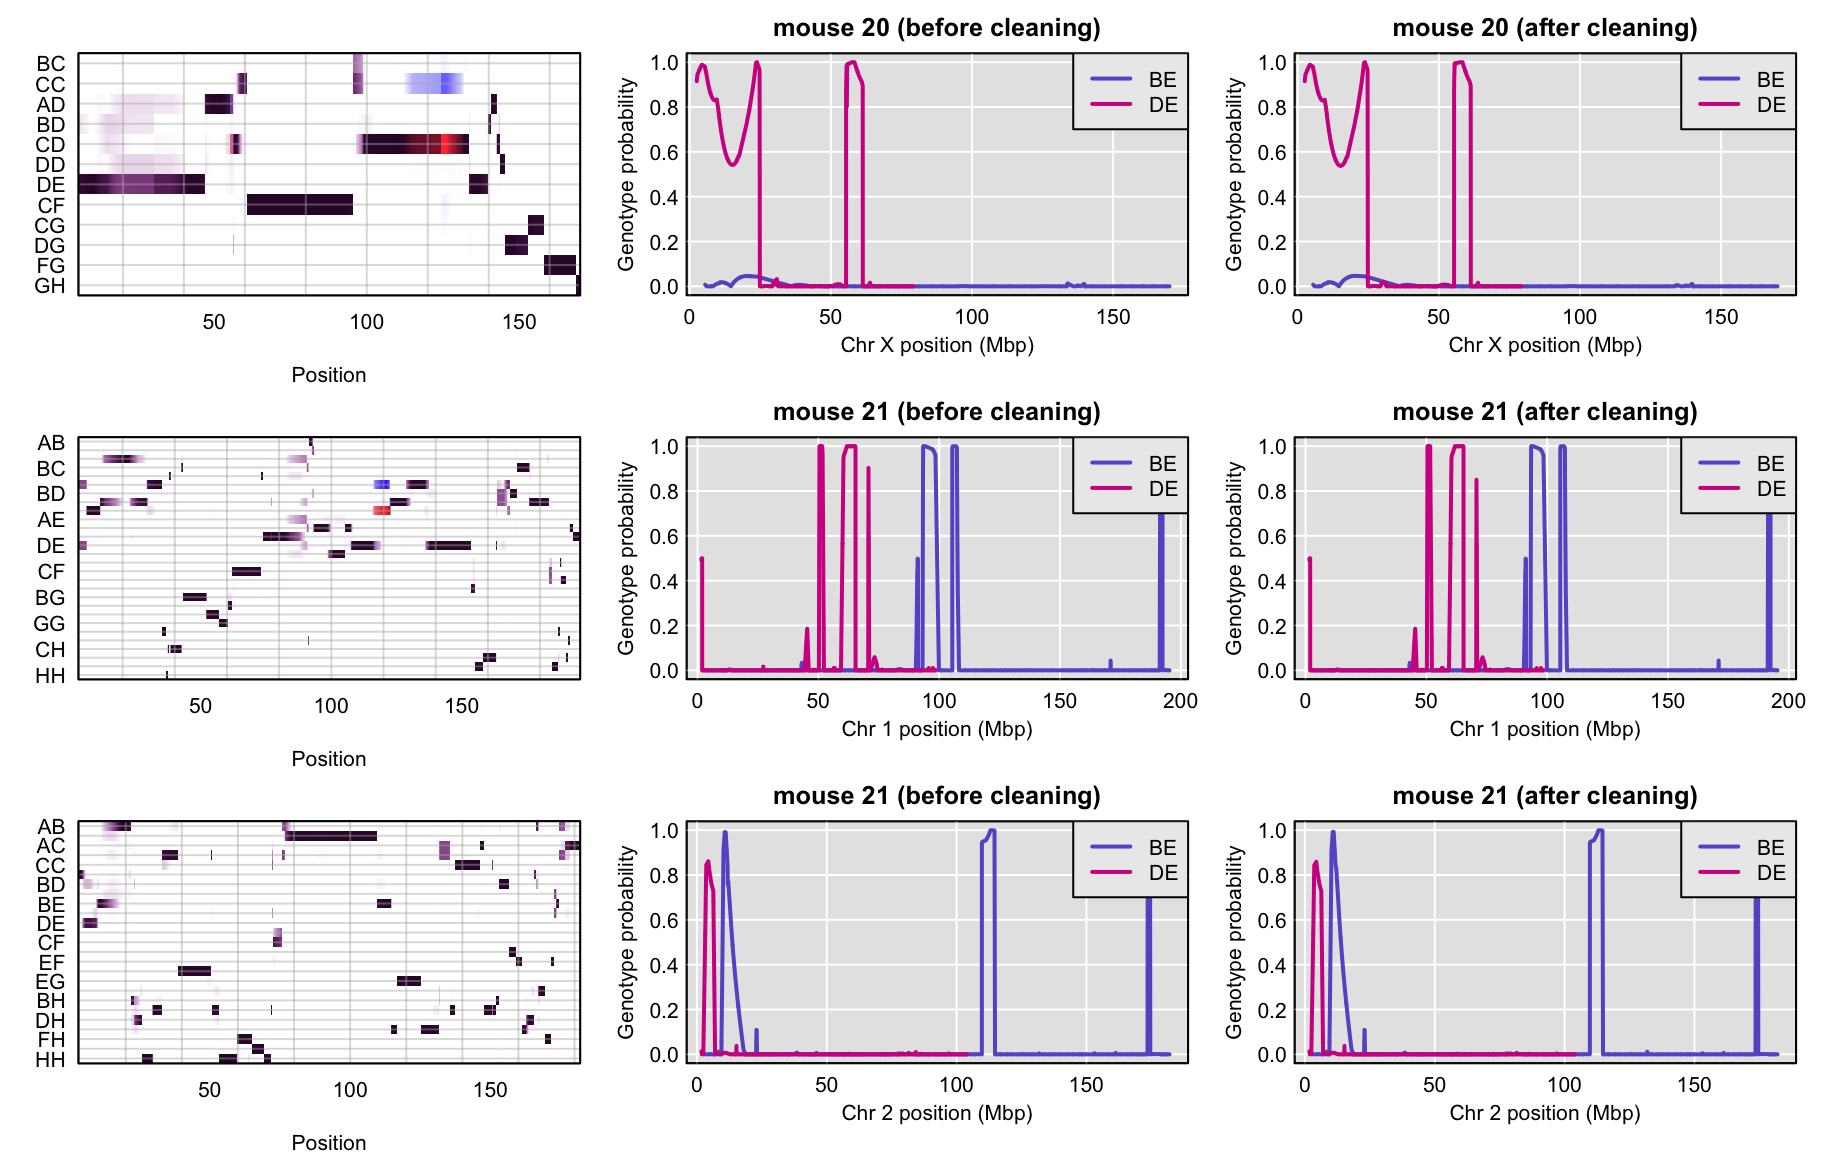 BC
CC
AD
BD
CD
DD
DE
CF
CG
DG
FG
GH
50 100 150
Position
mouse 20 (before cleaning)
Genotype probability
1.0
0.8
0.6
0.4
0.2
0.0
BE
DE
0 50 100 150
Chr X position (Mbp)
mouse 20 (after cleaning)
Genotype probability
1.0
0.8
0.6
0.4
0.2
0.0
BE
DE
0 50 100 150
Chr X position (Mbp)
AB
BC
BD
AE
DE
CF
BG
GG
CH
HH
50 100 150
Position
mouse 21 (before cleaning)
Genotype probability
1.0
0.8
0.6
0.4
0.2
0.0
BE
DE
0 50 100 150 200
Chr 1 position (Mbp)
mouse 21 (after cleaning)
Genotype probability
1.0
0.8
0.6
0.4
0.2
0.0
BE
DE
0 50 100 150 200
Chr 1 position (Mbp)
AB
AC
CC
BD
BE
DE
CF
EF
EG
BH
DH
FH
HH
50 100 150
Position
mouse 21 (before cleaning)
Genotype probability
1.0
0.8
0.6
0.4
0.2
0.0
BE
DE
0 50 100 150
Chr 2 position (Mbp)
mouse 21 (after cleaning)
Genotype probability
1.0
0.8
0.6
0.4
0.2
0.0
BE
DE
0 50 100 150
Chr 2 position (Mbp)